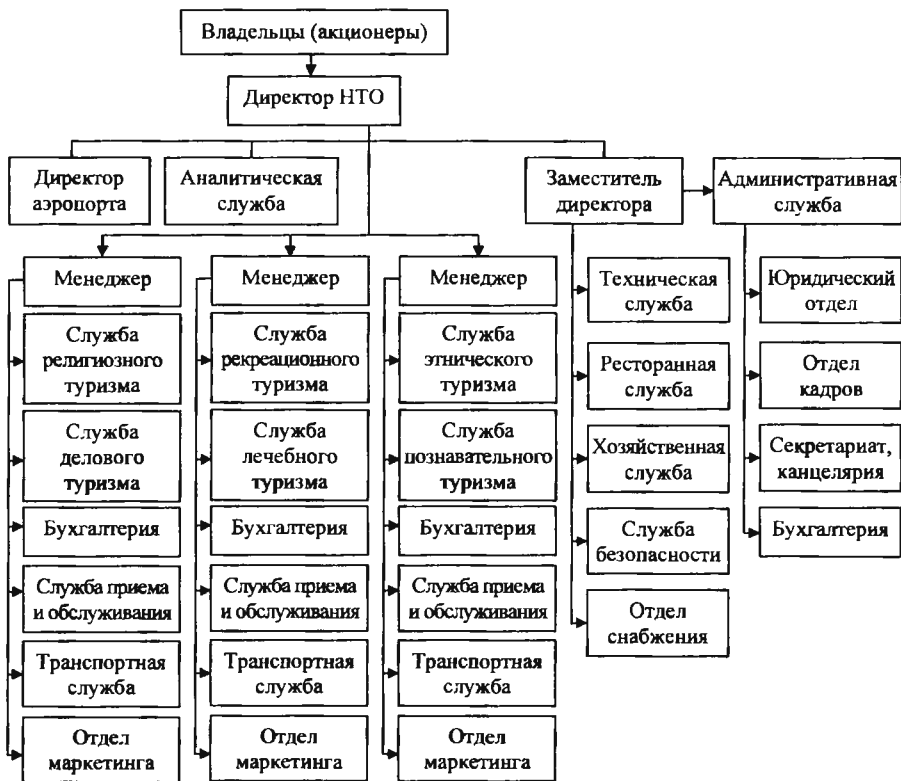 Владельцы (акционеры)
Директор НТО
Директор
аэропорта
Аналитическая
служба
Заместитель
директора
Административная
служба
Менеджер
Служба
религиозного
туризма
Служба
делового
туризма
Бухгалтерия
Служба приема
и обслуживания
Транспортная
служба
Отдел
маркетинга
Менеджер
Служба
рекреационного
туризма
Служба
лечебного
туризма
Бухгалтерия
Служба приема
и обслуживания
Транспортная
служба
Отдел
маркетинга
Менеджер
Служба
этнического
туризма
Служба
познавательного
туризма
Бухгалтерия
Служба приема
и обслуживания
Транспортная
служба
Отдел
маркетинга
Техническая
служба
Ресторанная
служба
Хозяйственная
служба
Служба
безопасности
Отдел
снабжения
Юридический
отдел
Отдел
кадров
Секретариат,
канцелярия
Бухгалтерия